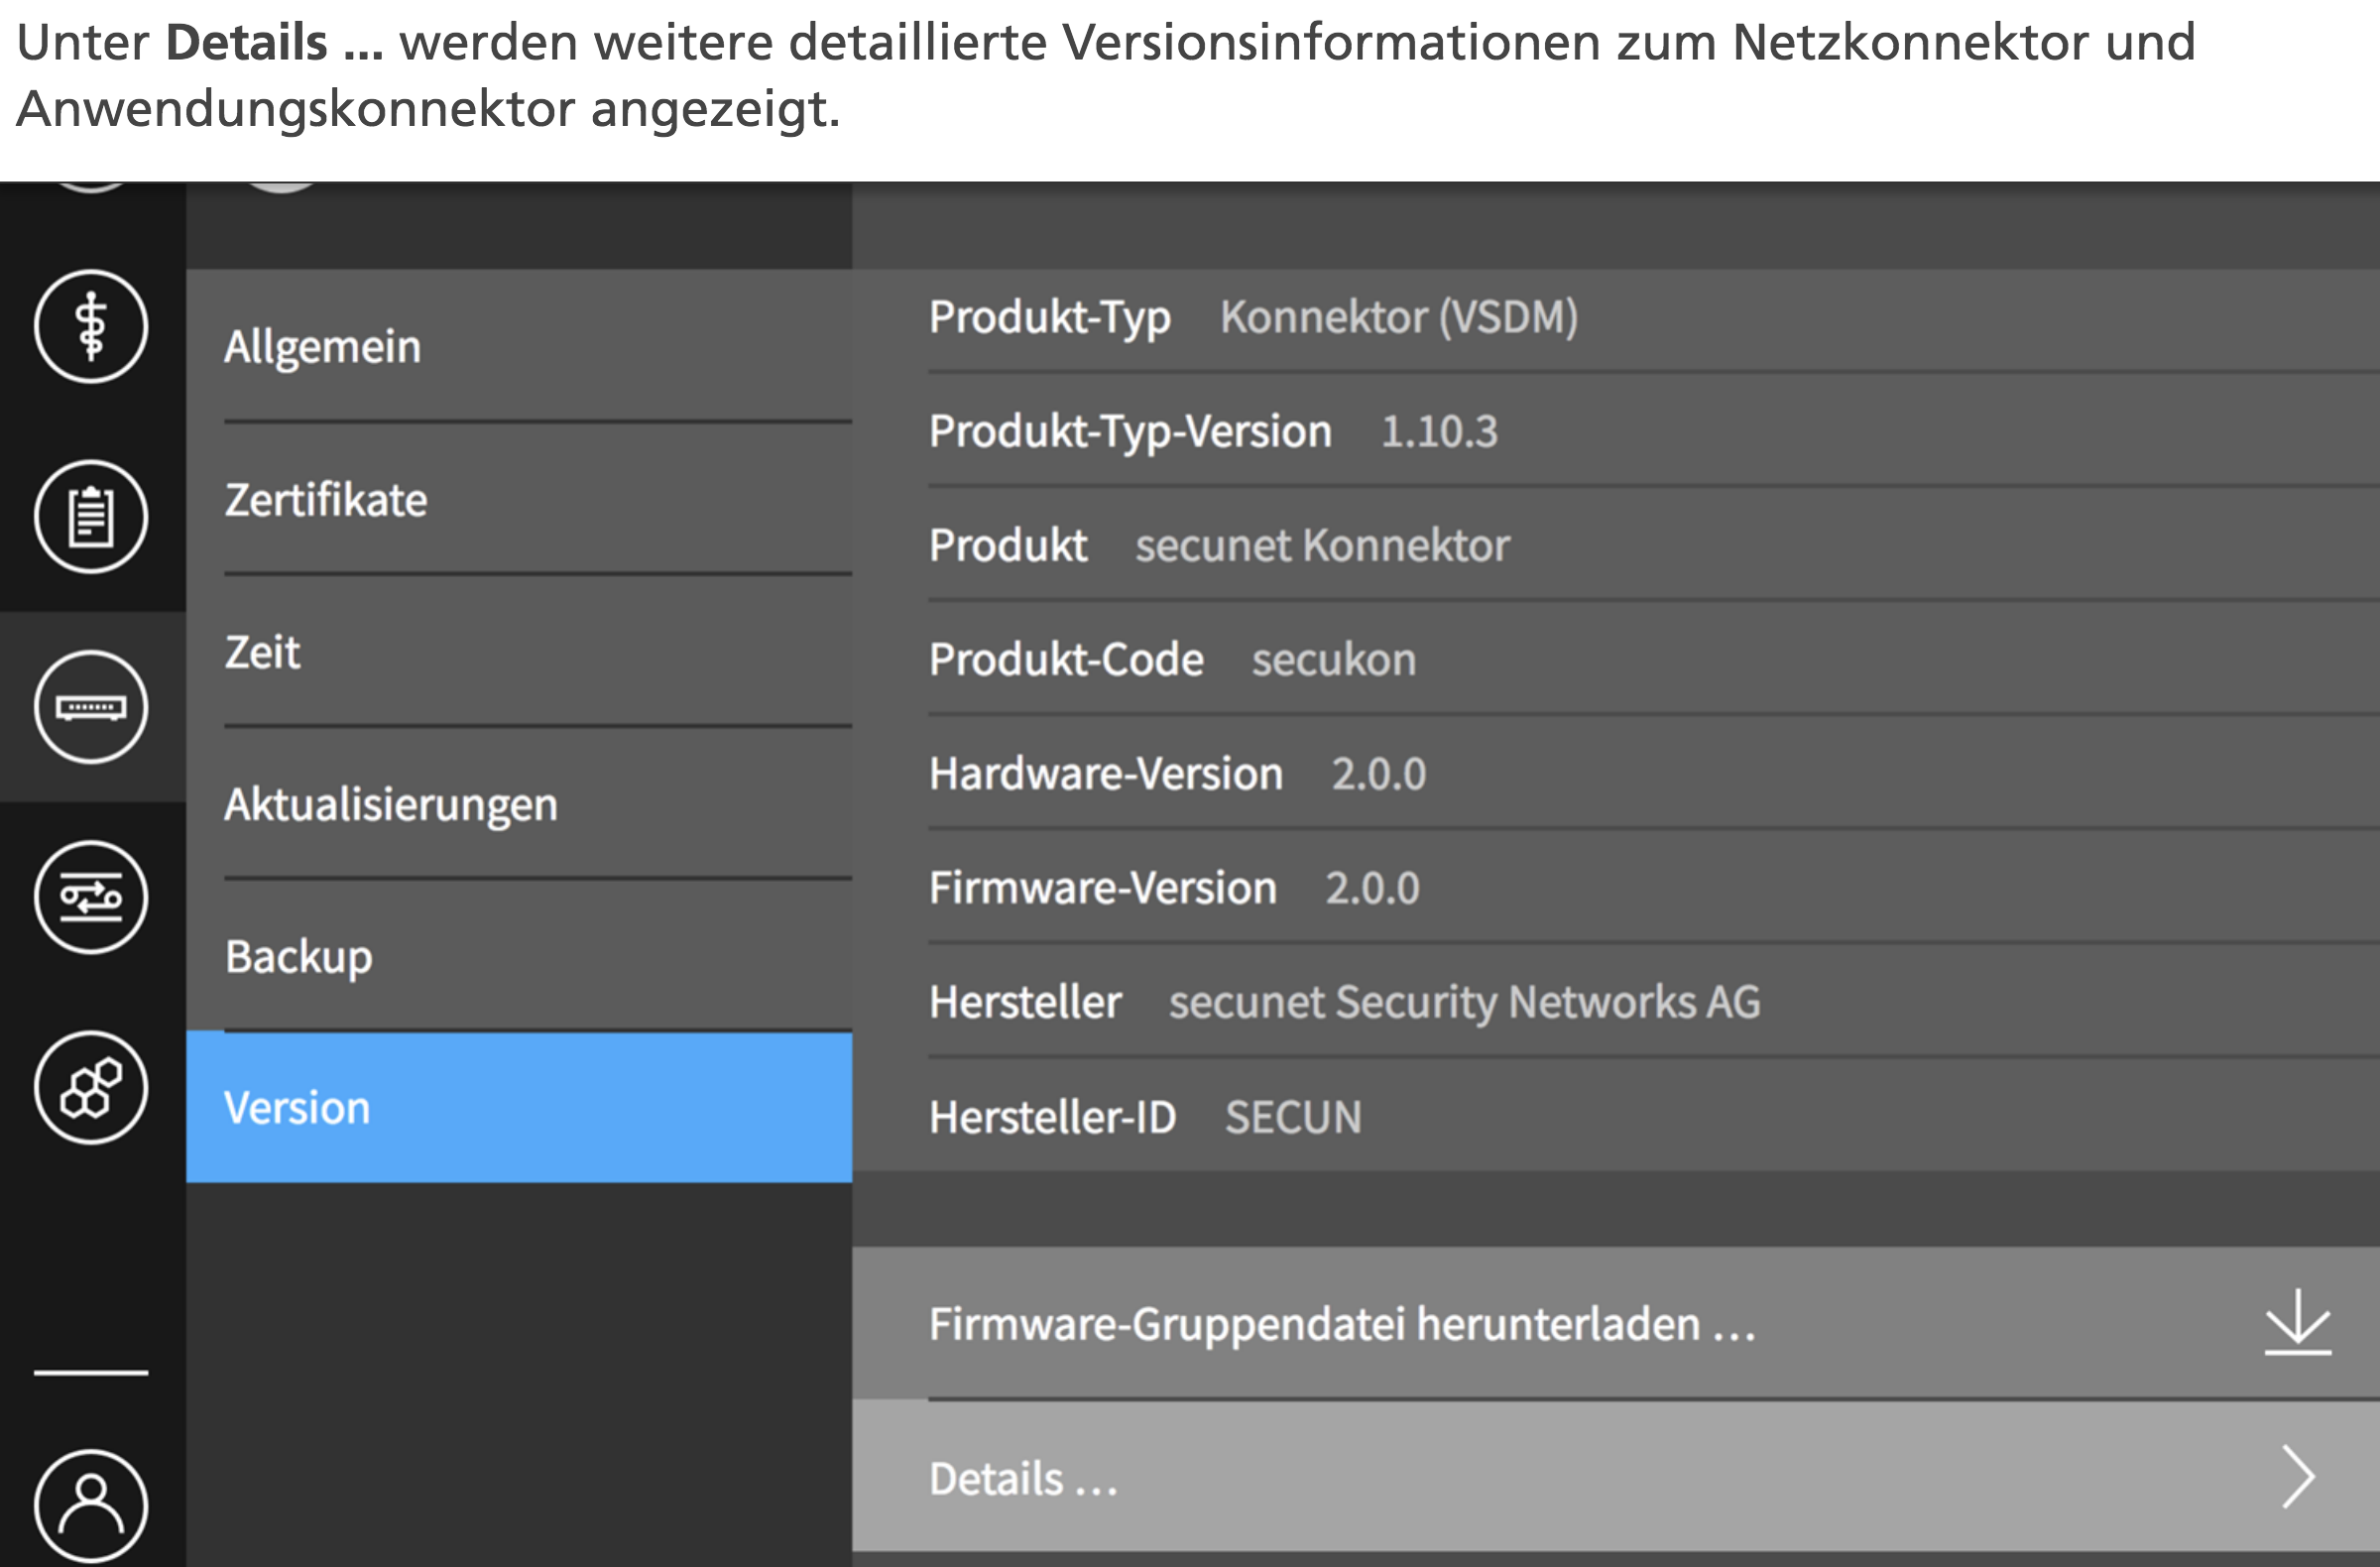 Unter Details ... werden weitere detaillierte Versionsinformationen zum Netzkonnektor und
Anwendungskonnektor angezeigt.
Allgemein
Zertifikate
Zeit
Aktualisierungen
Backup
Version
Produkt-Typ Konnektor (VSDM)
Produkt-Typ-Version 1.10.3
Produkt secunet Konnektor
Produkt-Code secukon
Hardware-Version 2.0.0
Firmware-Version 2.0.0
Hersteller secunet Security Networks AG
Hersteller-ID SECUN
Firmware-Gruppendatei herunterladen ...
Details ...